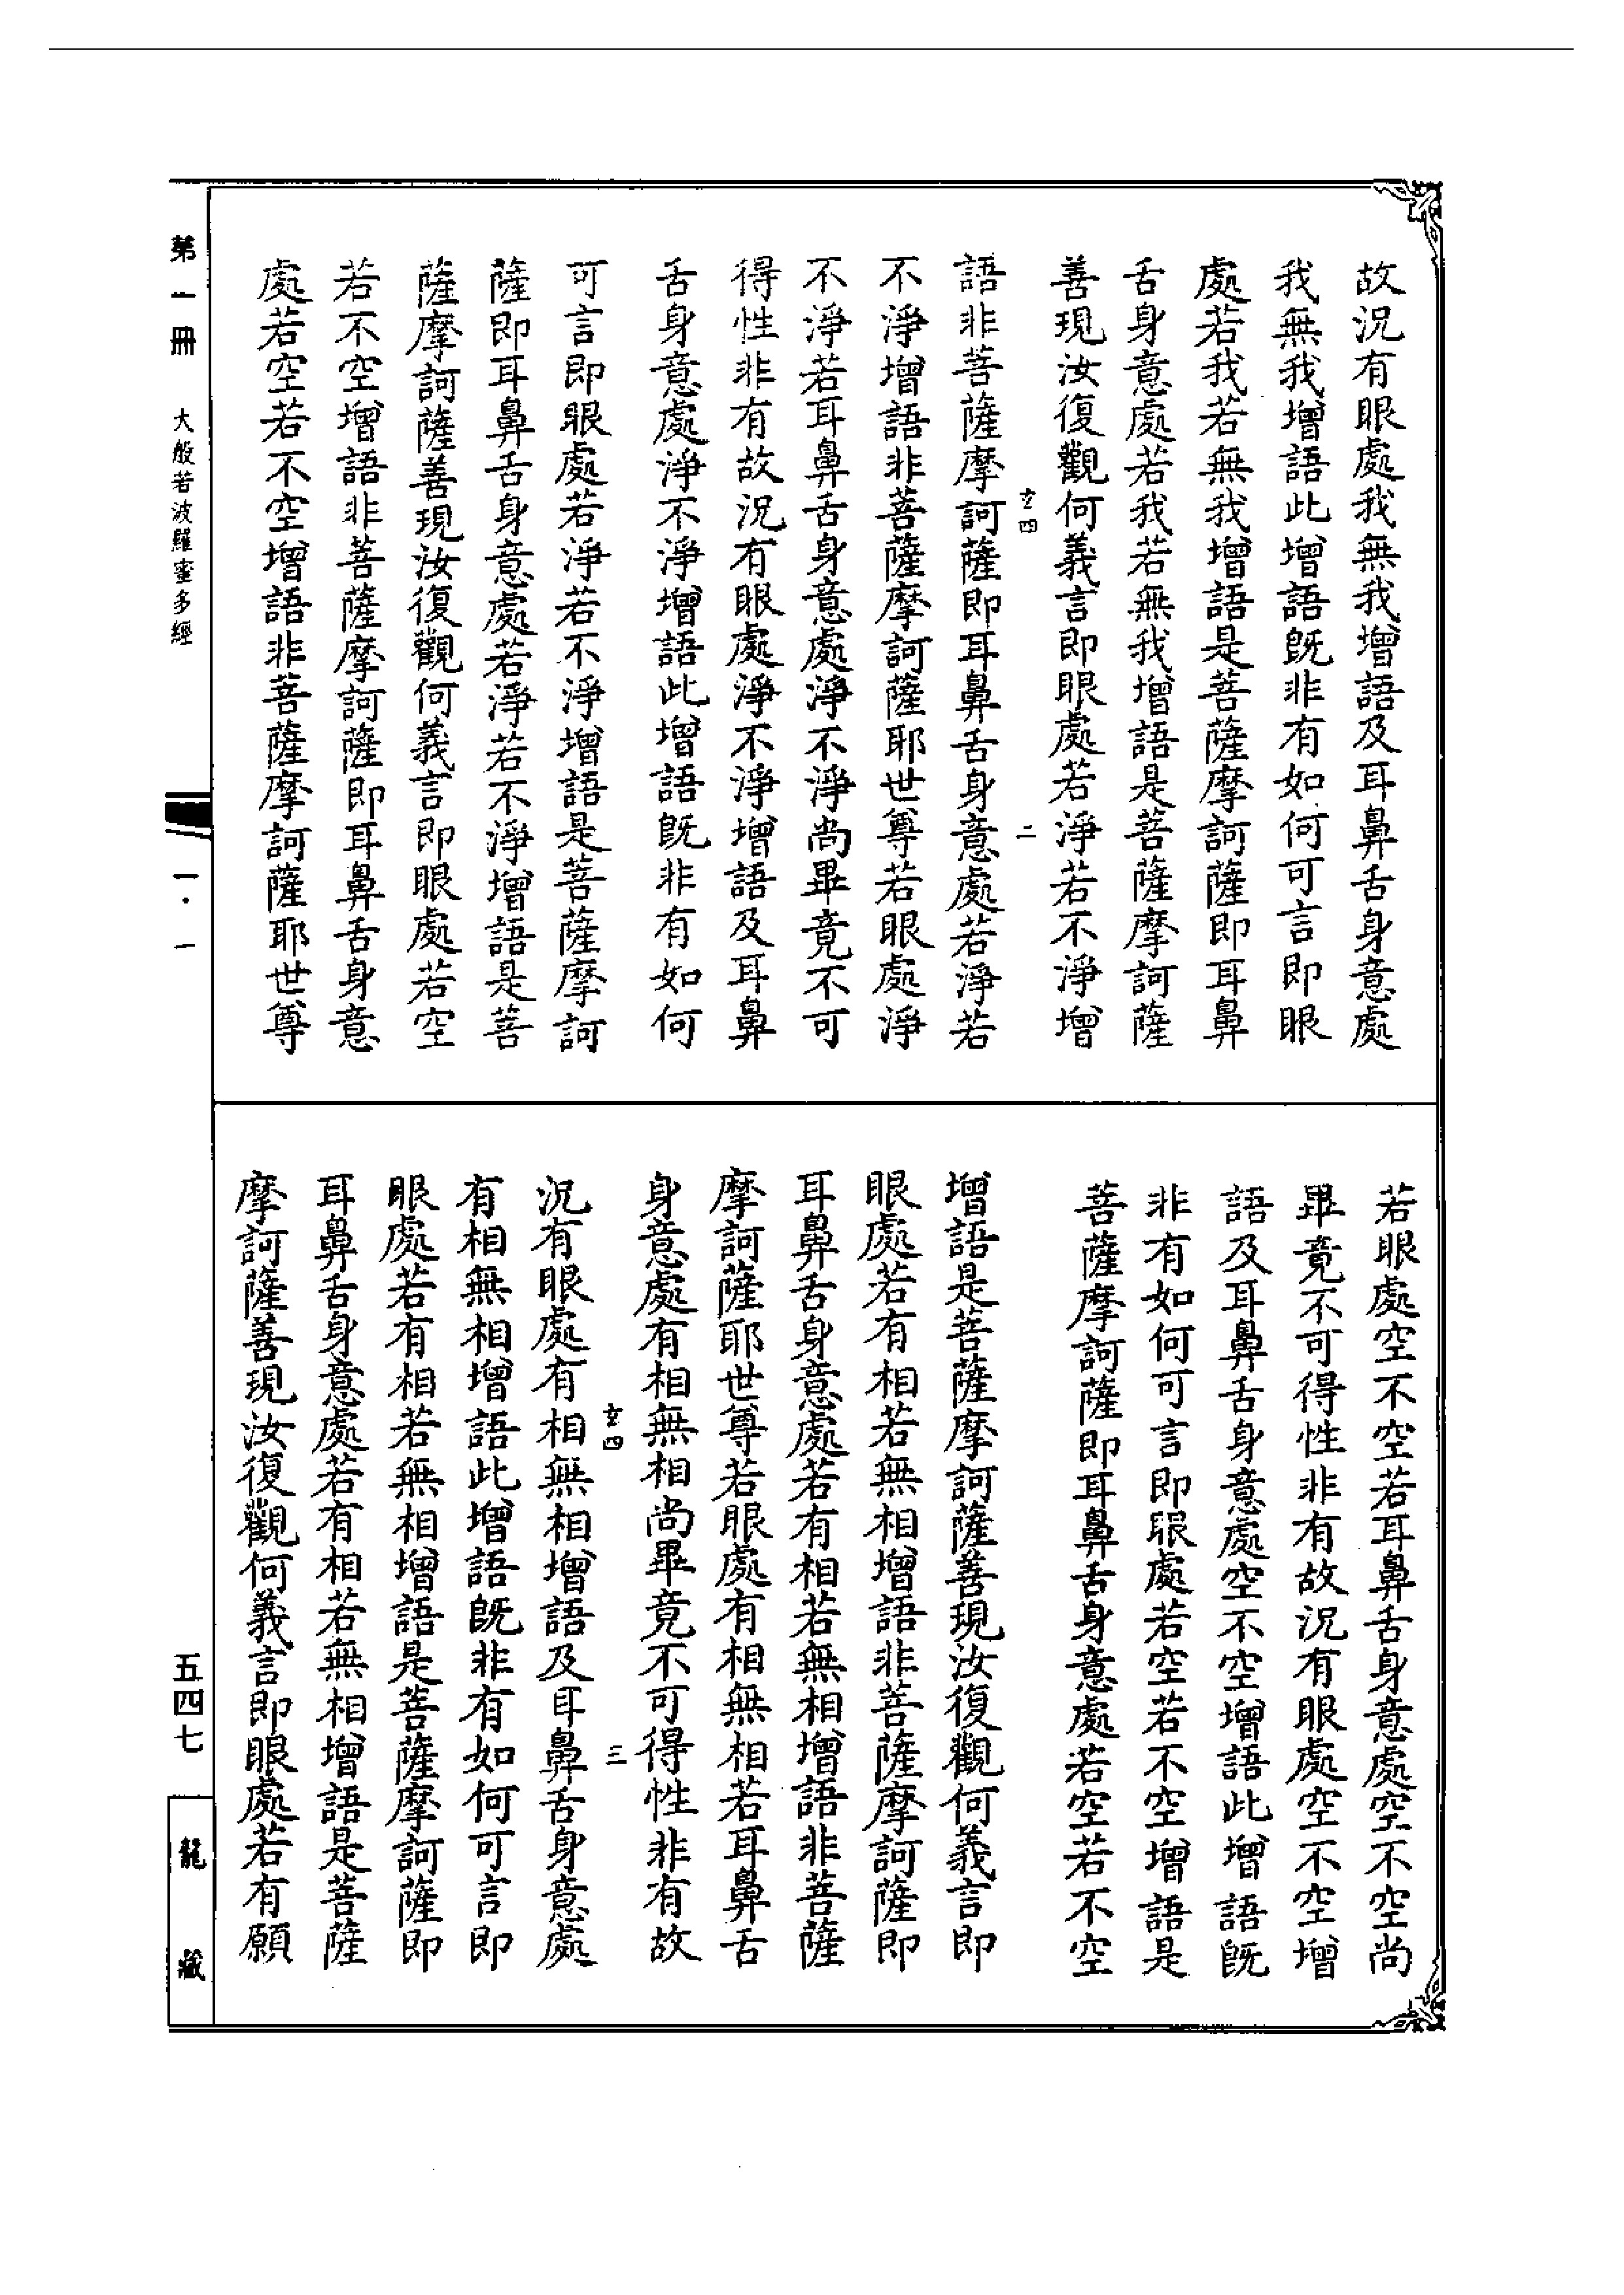 故況有眼處我無我增語及耳鼻舌身意處
我無我增語此增語旣非有如何可言即眼
處若我若無我增語是菩薩摩訶薩即耳鼻
舌身意處若我若無我增語是菩薩摩訶薩
善現汝復觀何義言即眼處若淨若不淨增
玄四 二
語非菩薩摩訶薩即耳鼻舌身意處若淨若
不淨增語非菩薩摩訶薩耶世尊若眼處淨
不淨若耳鼻舌身意處淨不淨尚畢竟不可
得性非有故況有眼處淨不淨增語及耳鼻
舌身意處淨不淨增語此增語旣非有如何
可言即眼處若淨若不淨增語是菩薩摩訶
薩即耳鼻舌身意處若淨若不淨增語是菩
薩摩訶薩善現汝復觀何義言即眼處若空
若不空增語非菩薩摩訶薩即耳鼻舌身意
處若空若不空增語非菩薩摩訶薩耶世尊
若眼處空不空若耳鼻舌身意處空不空尚
畢竟不可得性非有故況有眼處空不空增
語及耳鼻舌身意處空不空增語此增語旣
非有如何可言即眼處若空若不空增語是
菩薩摩訶薩即耳鼻舌身意處若空若不空
增語是菩薩摩訶薩善現汝復觀何義言即
眼處若有相若無相增語非菩薩摩訶薩即
耳鼻舌身意處若有相若無相增語非菩薩
摩訶薩耶世尊若眼處有相無相若耳鼻舌
身意處有相無相尚畢竟不可得性非有故
玄四 三
況有眼處有相無相增語及耳鼻舌身意處
有相無相增語此增語旣非有如何可言即
眼處若有相若無相增語是菩薩摩訶薩即
耳鼻舌身意處若有相若無相增語是菩薩
摩訶薩善現汝復觀何義言即眼處若有願
第一冊 大般若波羅蜜多經 一·一 五四七 龍藏